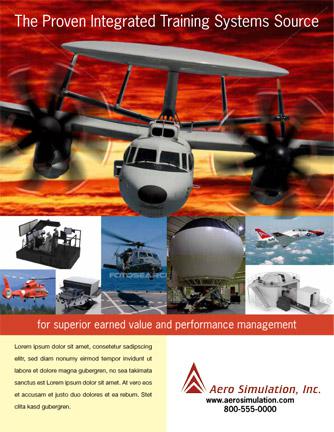 The Proven Integrated Training Systems Source
FOTOSEARCH
for superior earned value and performance management
Lorem ipsum dolor sit amet, consetetur sadipscing
elitr, sed diam nonumy eirmod tempor invidunt ut
labore et dolore magna gubergren, no sea takimata
sanctus est Lorem ipsum dolor sit amet. At vero eos
et accusam et justo duo dolores et ea rebum. Stet
clita kasd gubergren.
Aero Simulation, Inc.
www.aerosimulation.com
800-555-0000